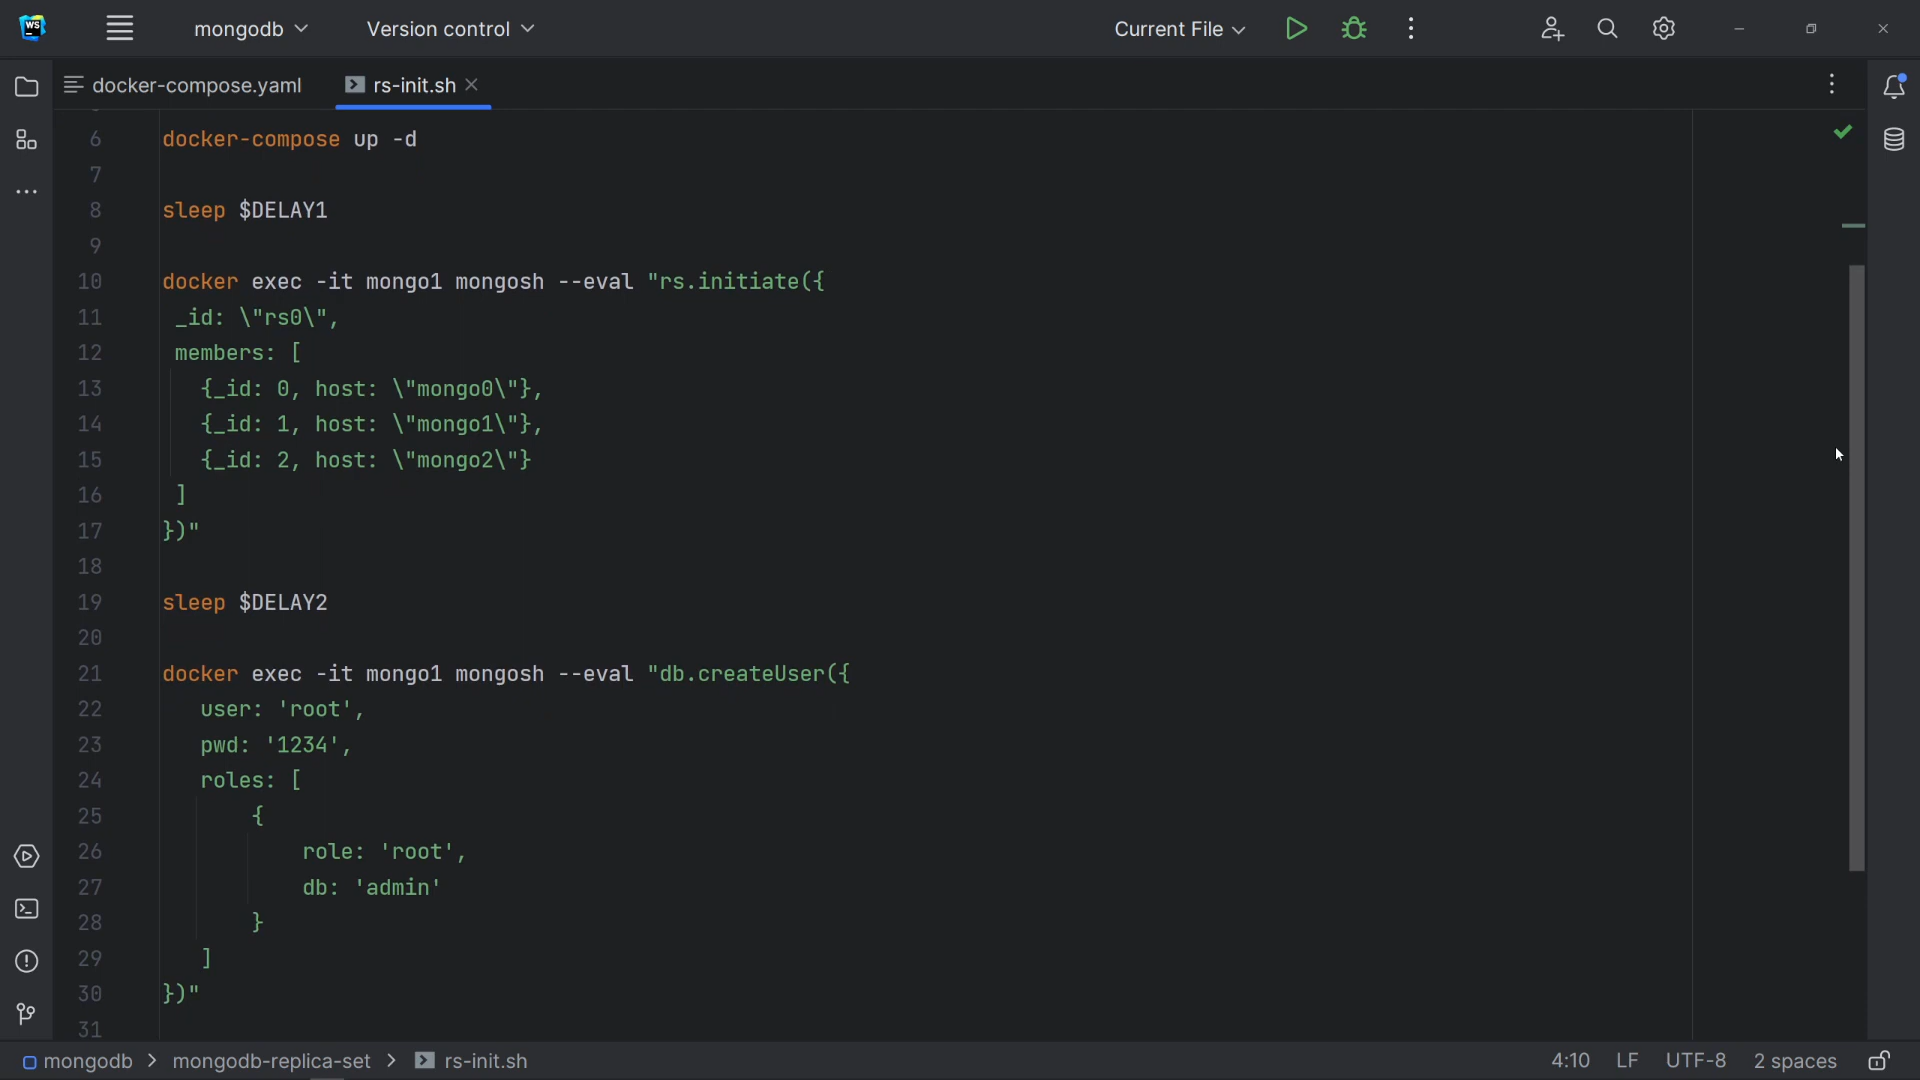 WS mongodb Version control Current File
docker-compose.yaml rs-init.sh
6 docker-compose up -d
7
8 sleep $DELAY1
9
10 docker exec -it mongo1 mongosh --eval "rs.initiate({
11 _id: \"rs0\",
12 members: [
13 {_id: 0, host: \"mongo0\"},
14 {_id: 1, host: \"mongo1\"},
15 {_id: 2, host: \"mongo2\"}
16 ]
17 })"
18
19 sleep $DELAY2
20
21 docker exec -it mongo1 mongosh --eval "db.createUser({
22 user: 'root',
23 pwd: '1234',
24 roles: [
25 {
26 role: 'root',
27 db: 'admin'
28 }
29 ]
30 })"
31
mongodb > mongodb-replica-set > rs-init.sh 4:10 LF UTF-8 2 spaces